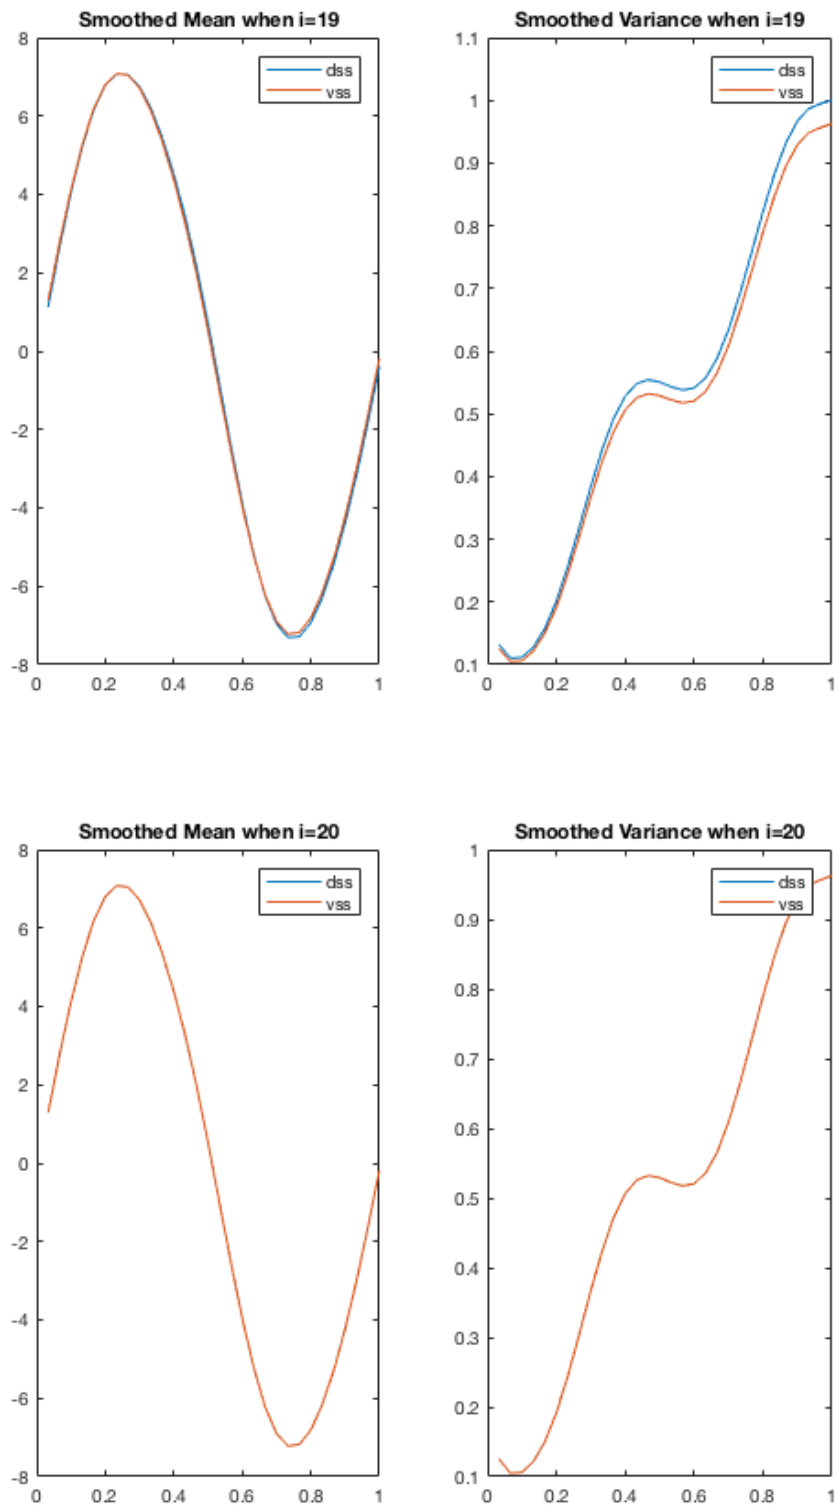 Smoothed Mean when i=19
8
6
4
2
0
-2
-4
-6
-8
0 0.2 0.4 0.6 0.8 1
dss
vss
Smoothed Variance when i=19
1.1
1
0.9
0.8
0.7
0.6
0.5
0.4
0.3
0.2
0.1
0 0.2 0.4 0.6 0.8 1
dss
vss
Smoothed Mean when i=20
8
6
4
2
0
-2
-4
-6
-8
0 0.2 0.4 0.6 0.8 1
dss
vss
Smoothed Variance when i=20
1
0.9
0.8
0.7
0.6
0.5
0.4
0.3
0.2
0.1
0 0.2 0.4 0.6 0.8 1
dss
vss